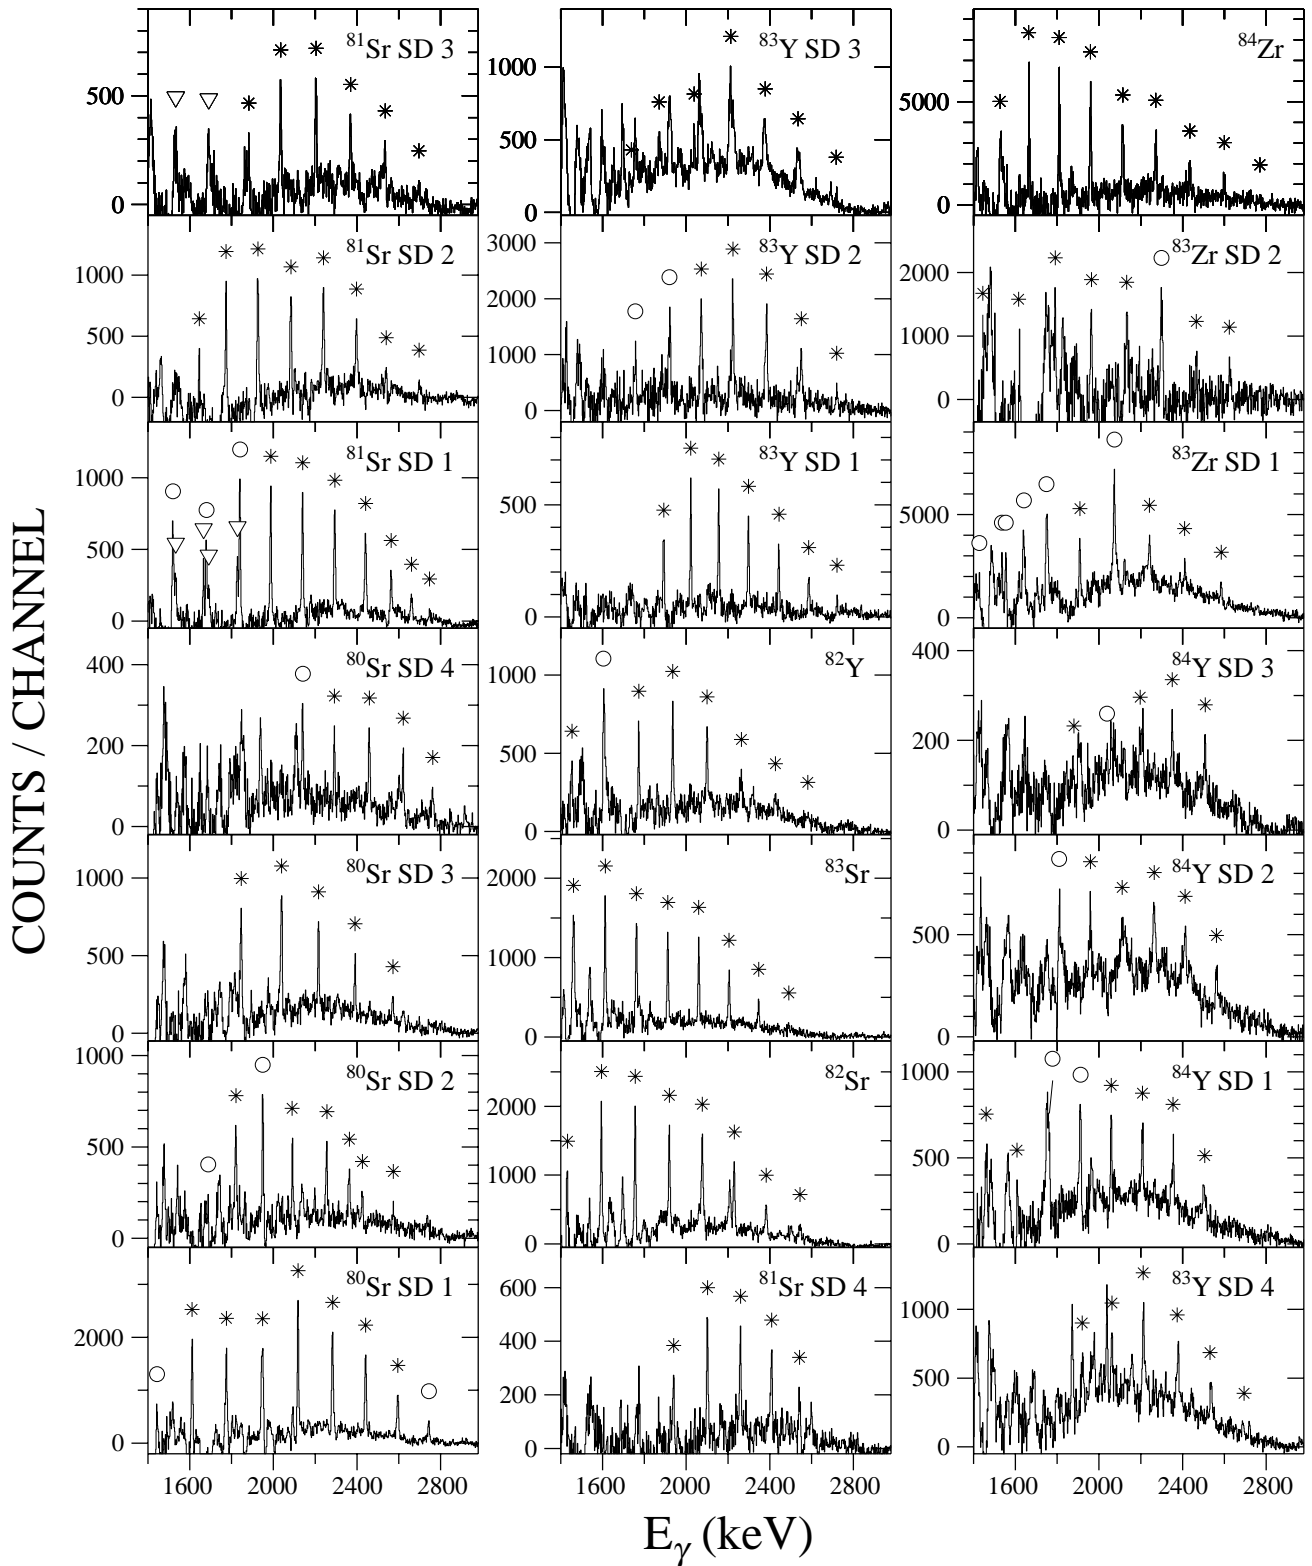 COUNTS / CHANNEL
⁸¹Sr SD 3
500
0
⁸³Y SD 3
1000
500
0
⁸⁴Zr
5000
0
⁸¹Sr SD 2
1000
500
0
⁸³Y SD 2
3000
2000
1000
0
⁸³Zr SD 2
2000
1000
0
⁸¹Sr SD 1
1000
500
0
⁸³Y SD 1
500
0
⁸³Zr SD 1
5000
0
⁸⁰Sr SD 4
400
200
0
⁸²Y
1000
500
0
⁸⁴Y SD 3
400
200
0
⁸⁰Sr SD 3
1000
500
0
⁸³Sr
2000
1000
0
⁸⁴Y SD 2
500
0
⁸⁰Sr SD 2
1000
500
0
⁸²Sr
2000
1000
0
⁸⁴Y SD 1
1000
500
0
⁸⁰Sr SD 1
2000
0
⁸¹Sr SD 4
600
400
200
0
⁸³Y SD 4
1000
500
0
1600 2000 2400 2800
1600 2000 2400 2800
1600 2000 2400 2800
Eγ (keV)